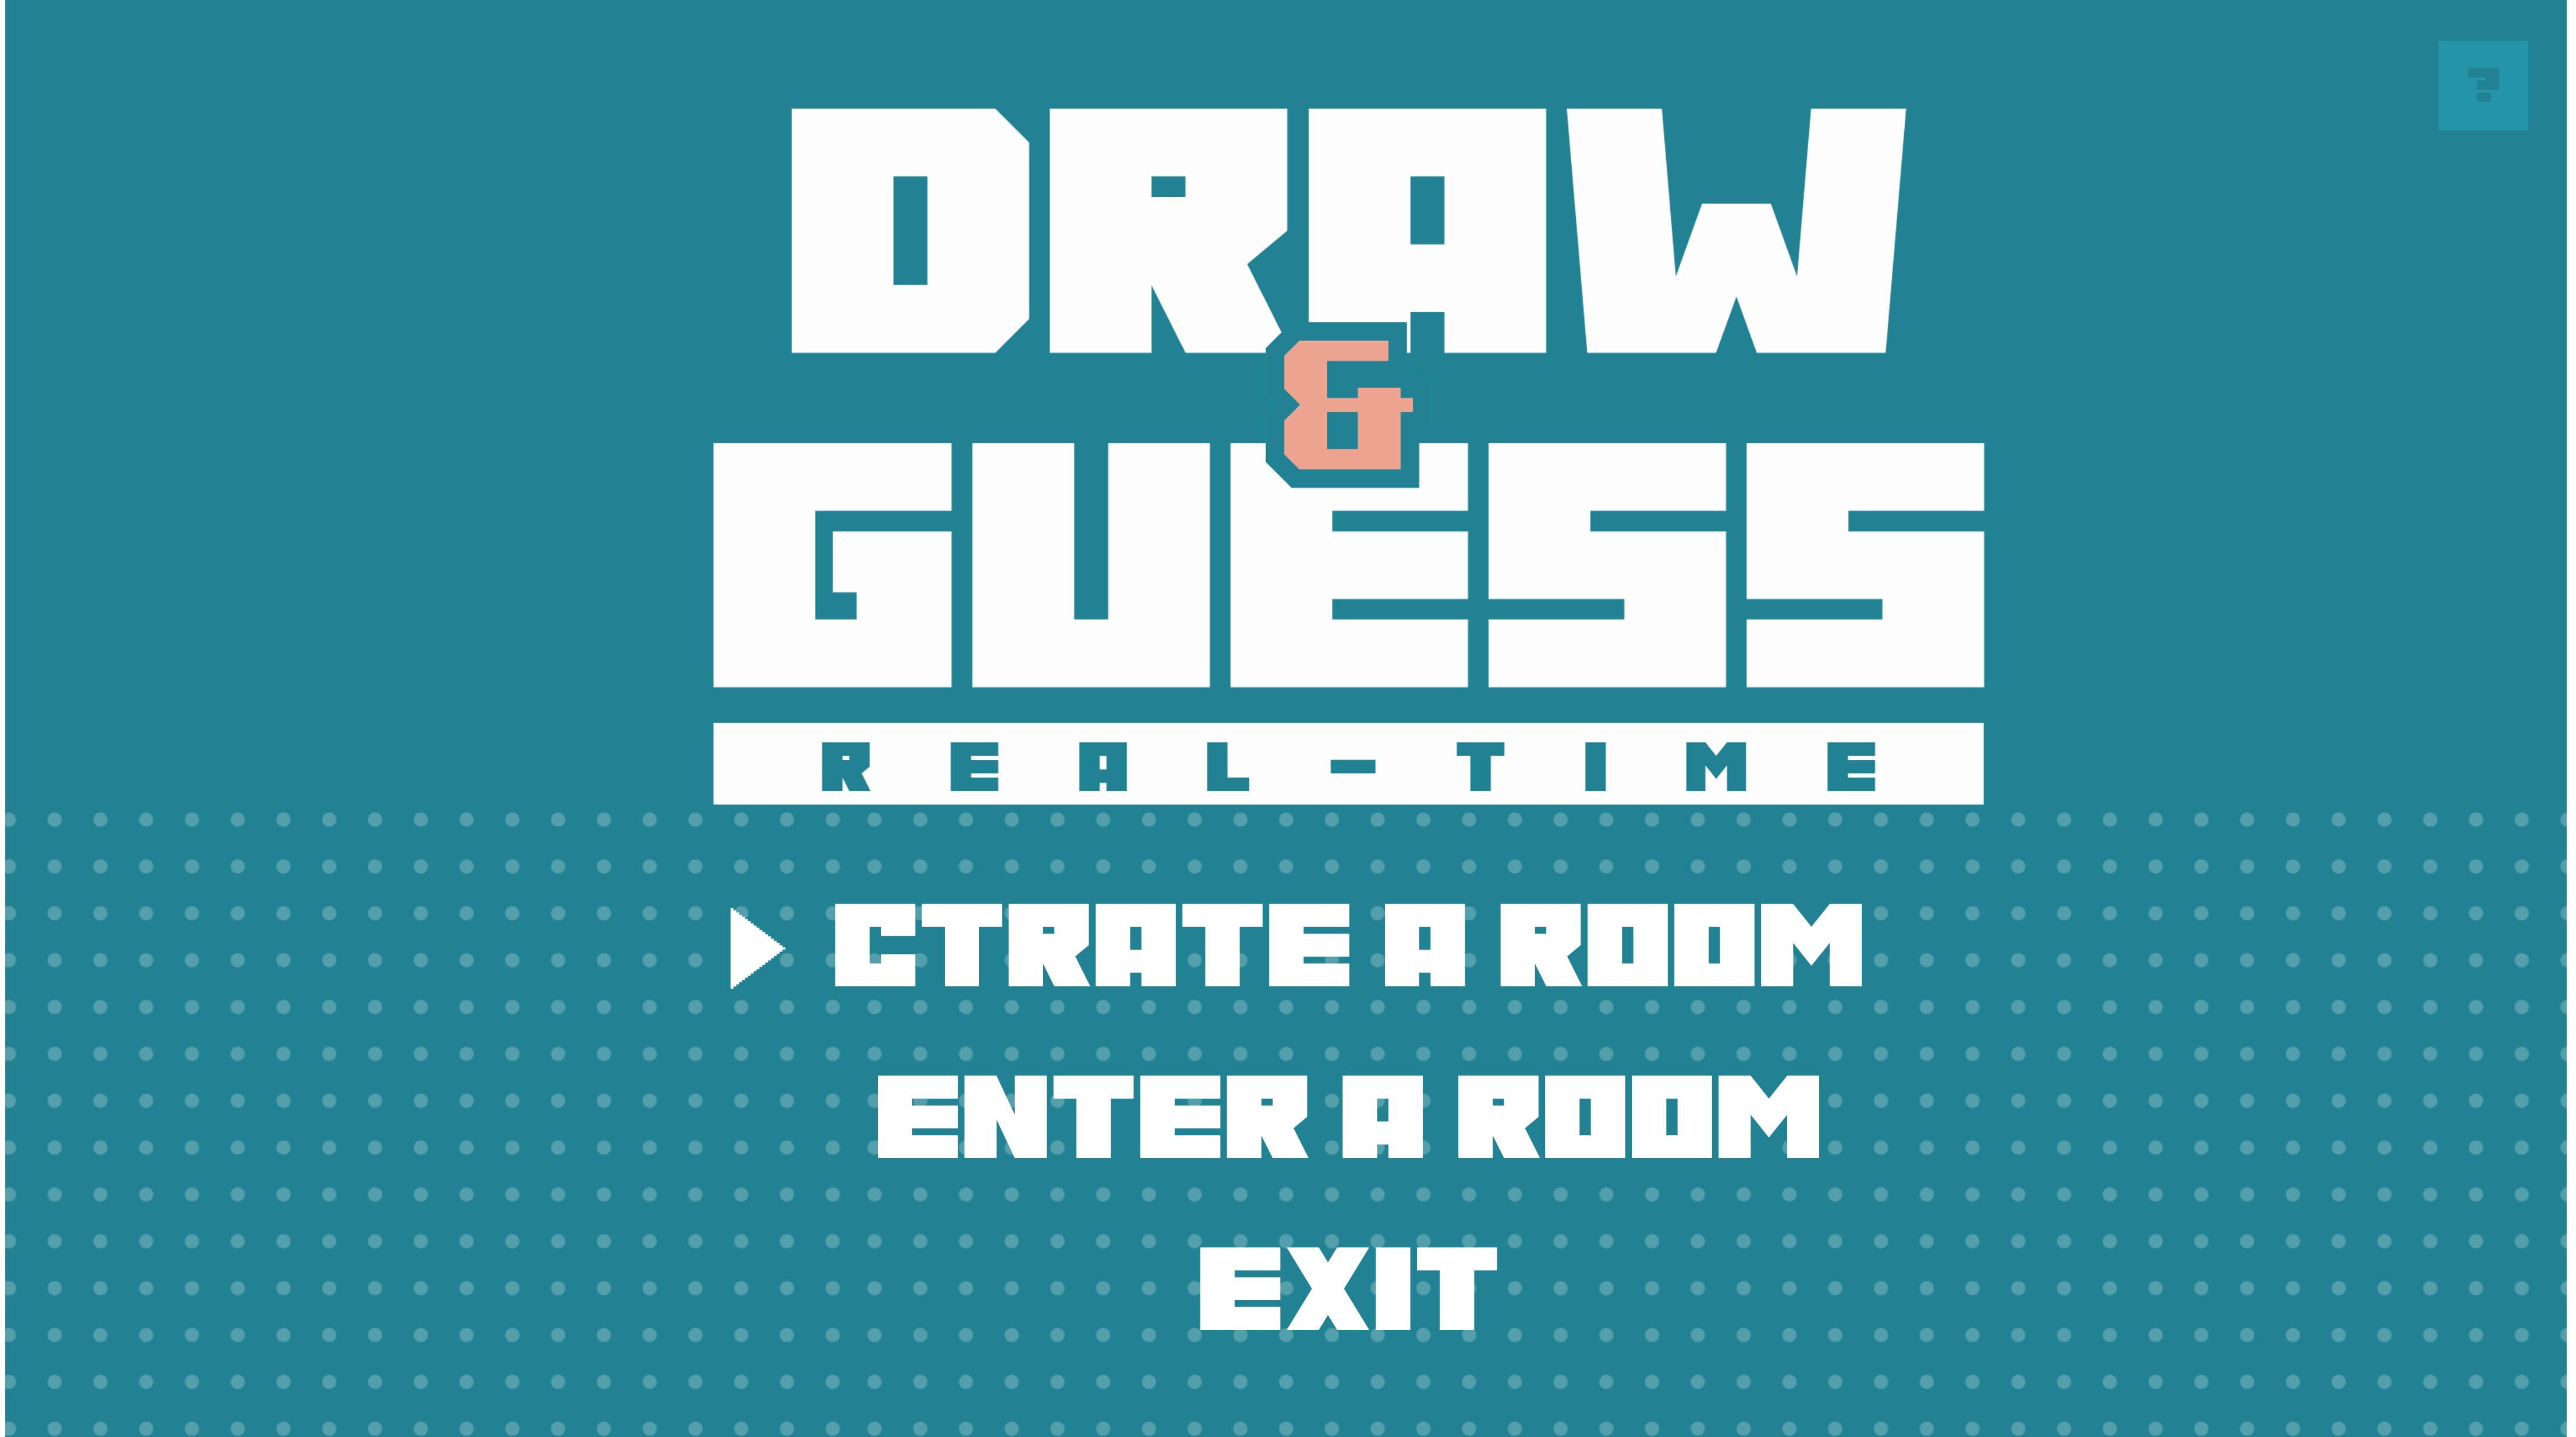 ?
DRAW
&
GUESS
REAL-TIME
CTRATE A ROOM
ENTER A ROOM
EXIT